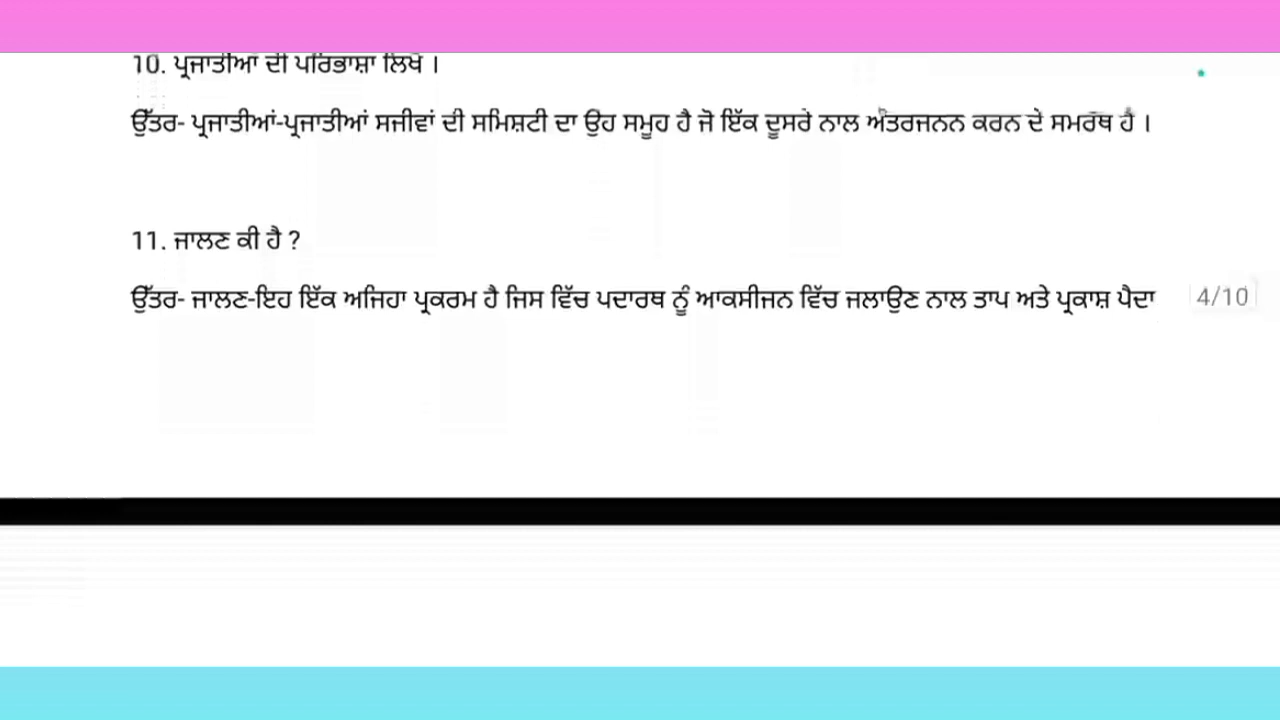 10. ਪ੍ਰਜਾਤੀਆਂ ਦੀ ਪਰਿਭਾਸ਼ਾ ਲਿਖੋ ।
ਉੱਤਰ- ਪ੍ਰਜਾਤੀਆਂ-ਪ੍ਰਜਾਤੀਆਂ ਸਜੀਵਾਂ ਦੀ ਸਮਿਸ਼ਟੀ ਦਾ ਉਹ ਸਮੂਹ ਹੈ ਜੋ ਇੱਕ ਦੂਸਰੇ ਨਾਲ ਅੰਤਰਜਨਨ ਕਰਨ ਦੇ ਸਮਰੱਥ ਹੈ ।
11. ਜਾਲਣ ਕੀ ਹੈ ?
ਉੱਤਰ- ਜਾਲਣ-ਇਹ ਇੱਕ ਅਜਿਹਾ ਪ੍ਰਕਰਮ ਹੈ ਜਿਸ ਵਿੱਚ ਪਦਾਰਥ ਨੂੰ ਆਕਸੀਜਨ ਵਿੱਚ ਜਲਾਉਣ ਨਾਲ ਤਾਪ ਅਤੇ ਪ੍ਰਕਾਸ਼ ਪੈਦਾ
4/10